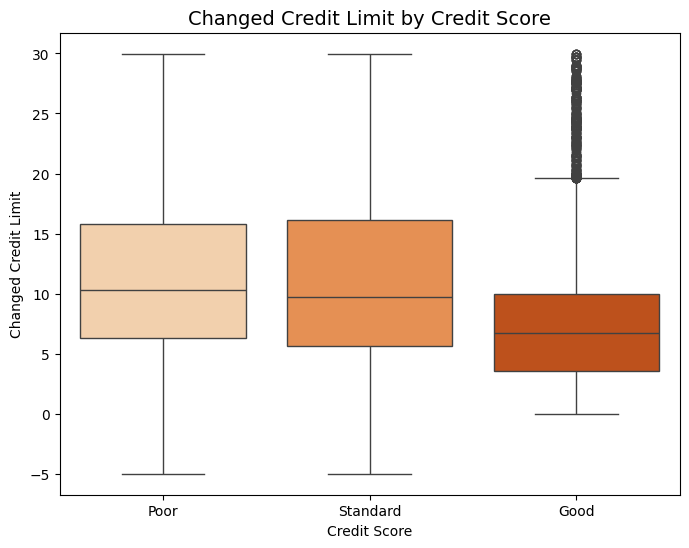 Changed Credit Limit by Credit Score
Changed Credit Limit
30
25
20
15
10
5
0
−5
Poor
Standard
Good
Credit Score